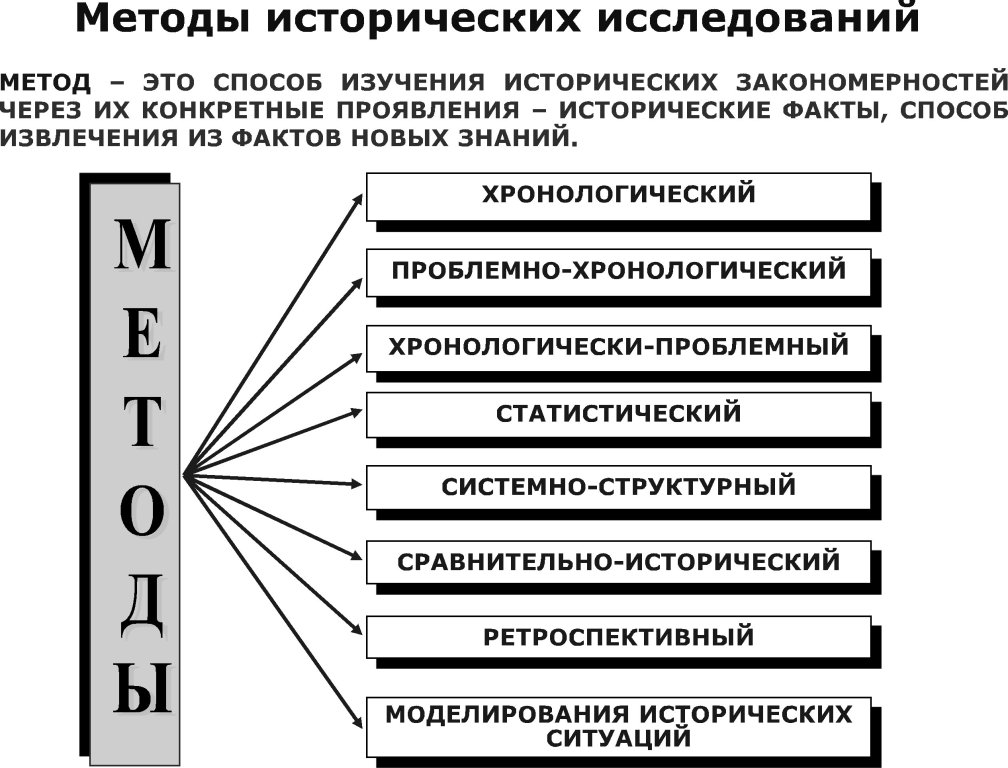 Методы исторических исследований
МЕТОД – ЭТО СПОСОБ ИЗУЧЕНИЯ ИСТОРИЧЕСКИХ ЗАКОНОМЕРНОСТЕЙ
ЧЕРЕЗ ИХ КОНКРЕТНЫЕ ПРОЯВЛЕНИЯ – ИСТОРИЧЕСКИЕ ФАКТЫ, СПОСОБ
ИЗВЛЕЧЕНИЯ ИЗ ФАКТОВ НОВЫХ ЗНАНИЙ.
МЕТОДЫ
ХРОНОЛОГИЧЕСКИЙ
ПРОБЛЕМНО-ХРОНОЛОГИЧЕСКИЙ
ХРОНОЛОГИЧЕСКИ-ПРОБЛЕМНЫЙ
СТАТИСТИЧЕСКИЙ
СИСТЕМНО-СТРУКТУРНЫЙ
СРАВНИТЕЛЬНО-ИСТОРИЧЕСКИЙ
РЕТРОСПЕКТИВНЫЙ
МОДЕЛИРОВАНИЯ ИСТОРИЧЕСКИХ
СИТУАЦИЙ